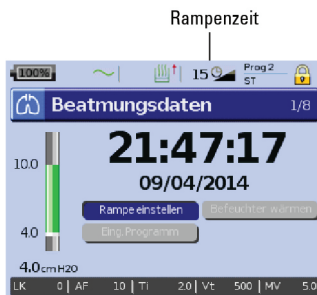 Rampenzeit
100% 15 Prog 2
ST
Beatmungsdaten 1/8
21:47:17
10.0
09/04/2014
Rampe einstellen Befeuchter wärmen
4.0 Eing.Programm
4.0cmH2O
LK 0 AF 10 Ti 2.0 Vt 500 MV 5.0